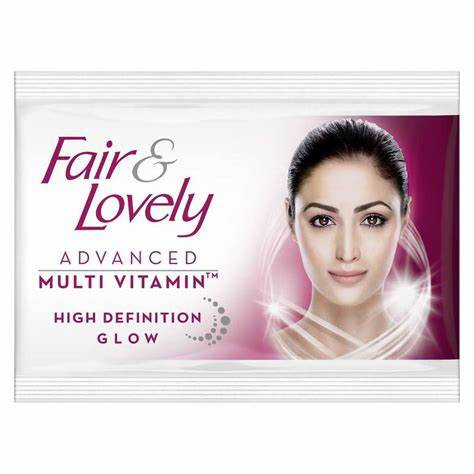 Fair &
Lovely
ADVANCED
MULTI VITAMIN™
HIGH DEFINITION
GLOW